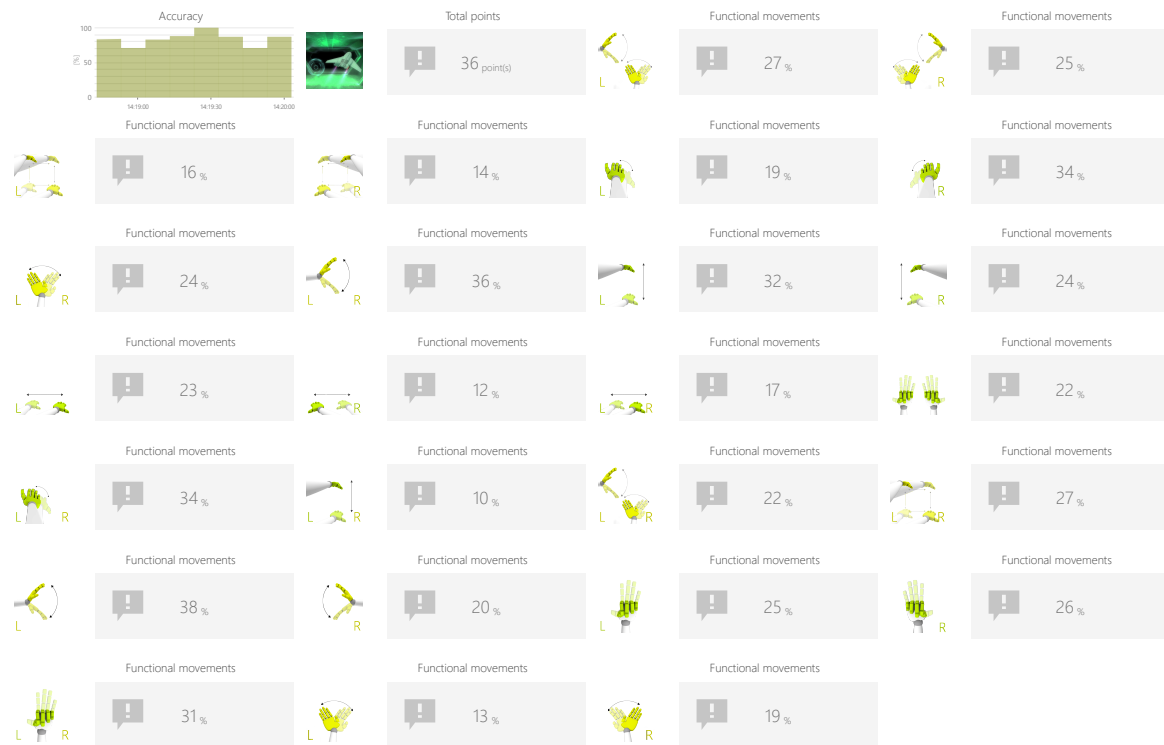 Accuracy
Total points
Functional movements
Functional movements
100
50
0
(%)
14:19:00
14:19:30
14:20:00
36 point(s)
L
27 %
R
25 %
Functional movements
Functional movements
Functional movements
Functional movements
L
16 %
R
14 %
L
19 %
R
34 %
Functional movements
Functional movements
Functional movements
Functional movements
L R
24 %
L R
36 %
L
32 %
R
24 %
Functional movements
Functional movements
Functional movements
Functional movements
L
23 %
R
12 %
L R
17 %
L R
22 %
Functional movements
Functional movements
Functional movements
Functional movements
L R
34 %
L R
10 %
L R
22 %
L R
27 %
Functional movements
Functional movements
Functional movements
Functional movements
L
38 %
R
20 %
L
25 %
R
26 %
Functional movements
Functional movements
Functional movements
L R
31 %
L
13 %
R
19 %